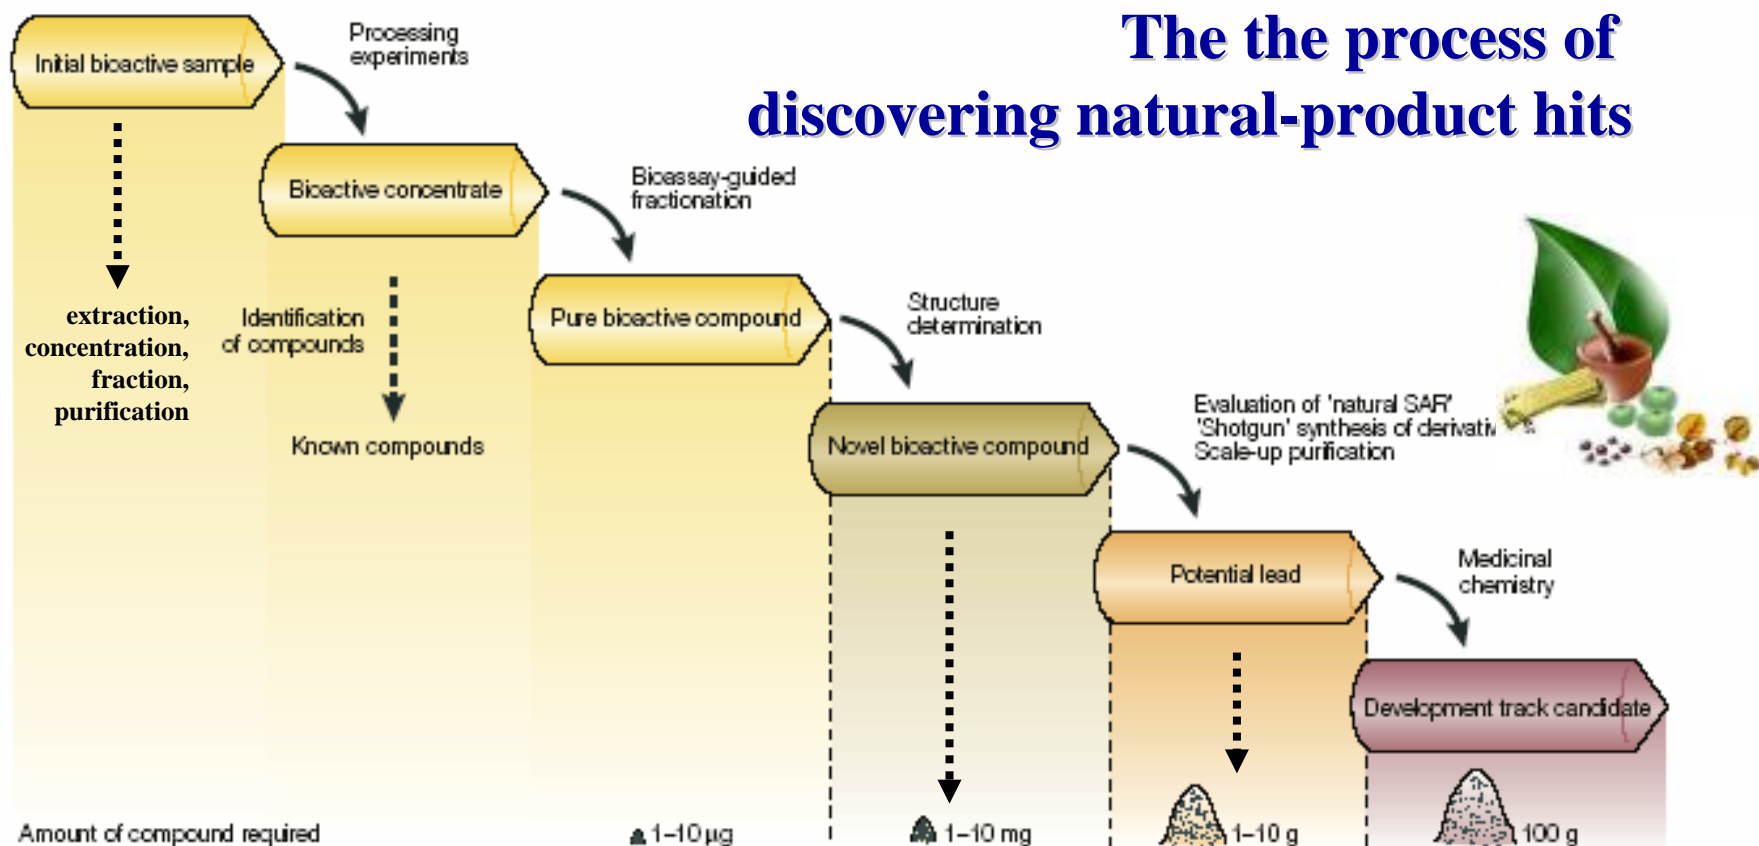 The the process of
discovering natural-product hits
Initial bioactive sample
Processing
experiments
Bioactive concentrate
Bioassay-guided
fractionation
extraction,
concentration,
fraction,
purification
Identification
of compounds
Known compounds
Pure bioactive compound
Structure
determination
Novel bioactive compound
Evaluation of 'natural SAR'
'Shotgun' synthesis of derivativ
Scale-up purification
Potential lead
Medicinal
chemistry
Development track candidate
Amount of compound required
1–10 µg
1–10 mg
1–10 g
100 g